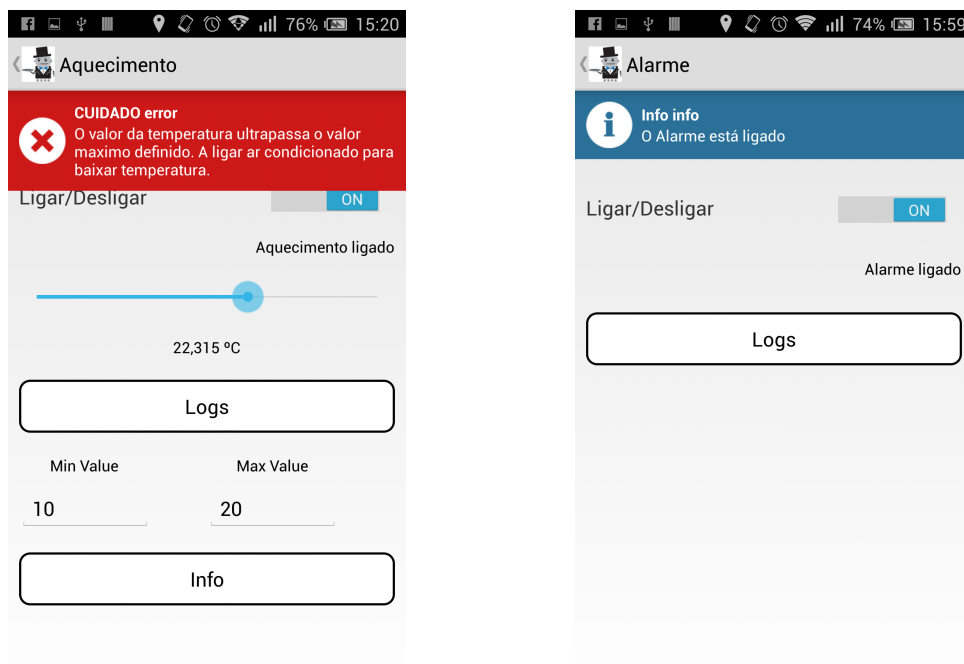 76% 15:20
Aquecimento
CUIDADO error
O valor da temperatura ultrapassa o valor
maximo definido. A ligar ar condicionado para
baixar temperatura.
Ligar/Desligar ON
Aquecimento ligado
22,315 ºC
Logs
Min Value Max Value
10 20
Info
74% 15:59
Alarme
Info info
O Alarme está ligado
Ligar/Desligar ON
Alarme ligado
Logs